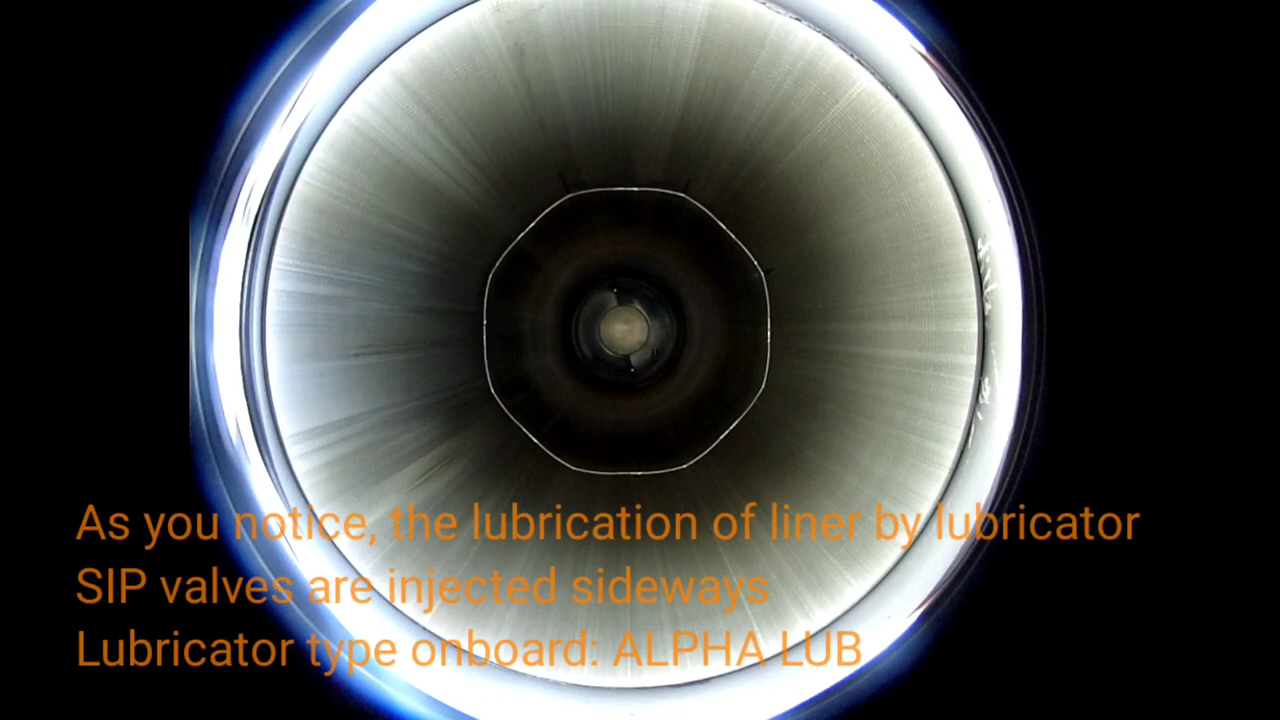 As you notice, the lubrication of liner by lubricator
SIP valves are injected sideways
Lubricator type onboard: ALPHA LUB